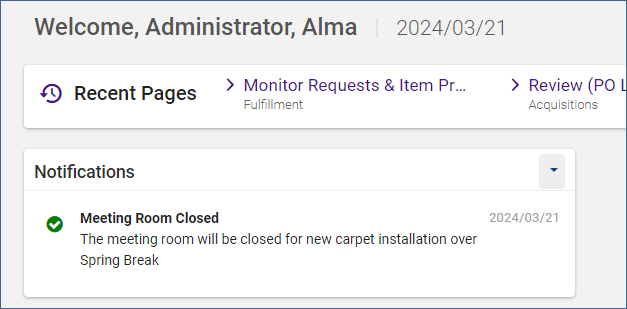 Welcome, Administrator, Alma | 2024/03/21
Recent Pages
Monitor Requests & Item Pr...
Fulfillment
Review (PO L
Acquisitions
Notifications
Meeting Room Closed 2024/03/21
The meeting room will be closed for new carpet installation over
Spring Break